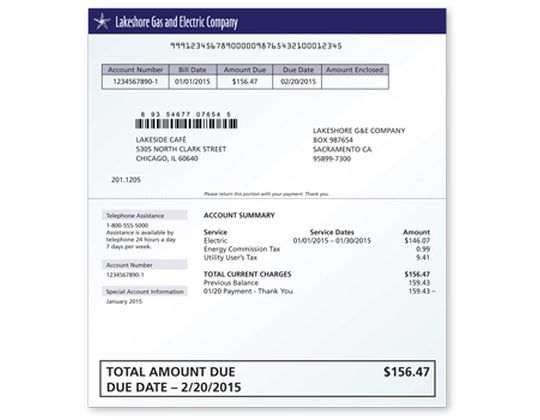 Lakeshore Gas and Electric Company
9991234567890000098765432100012345
Account Number Bill Date Amount Due Due Date Amount Enclosed
1234567890-1 01/01/2015 $156.47 02/20/2015
8 93 54677 07654 5
LAKESIDE CAFÉ
5305 NORTH CLARK STREET
CHICAGO, IL 60640
LAKESHORE G&E COMPANY
BOX 987654
SACRAMENTO CA
95899-7300
201.1205
Please return this portion with your payment. Thank you.
Telephone Assistance
1-800-555-5000
Assistance is available by
telephone 24 hours a day
7 days per week.
Account Number
1234567890-1
Special Account Information
January 2015
ACCOUNT SUMMARY
Service Service Dates Amount
Electric 01/01/2015 – 01/30/2015 $146.07
Energy Commission Tax 0.99
Utility User's Tax 9.41
TOTAL CURRENT CHARGES $156.47
Previous Balance 159.43
01/20 Payment - Thank You 159.43 –
TOTAL AMOUNT DUE $156.47
DUE DATE – 2/20/2015